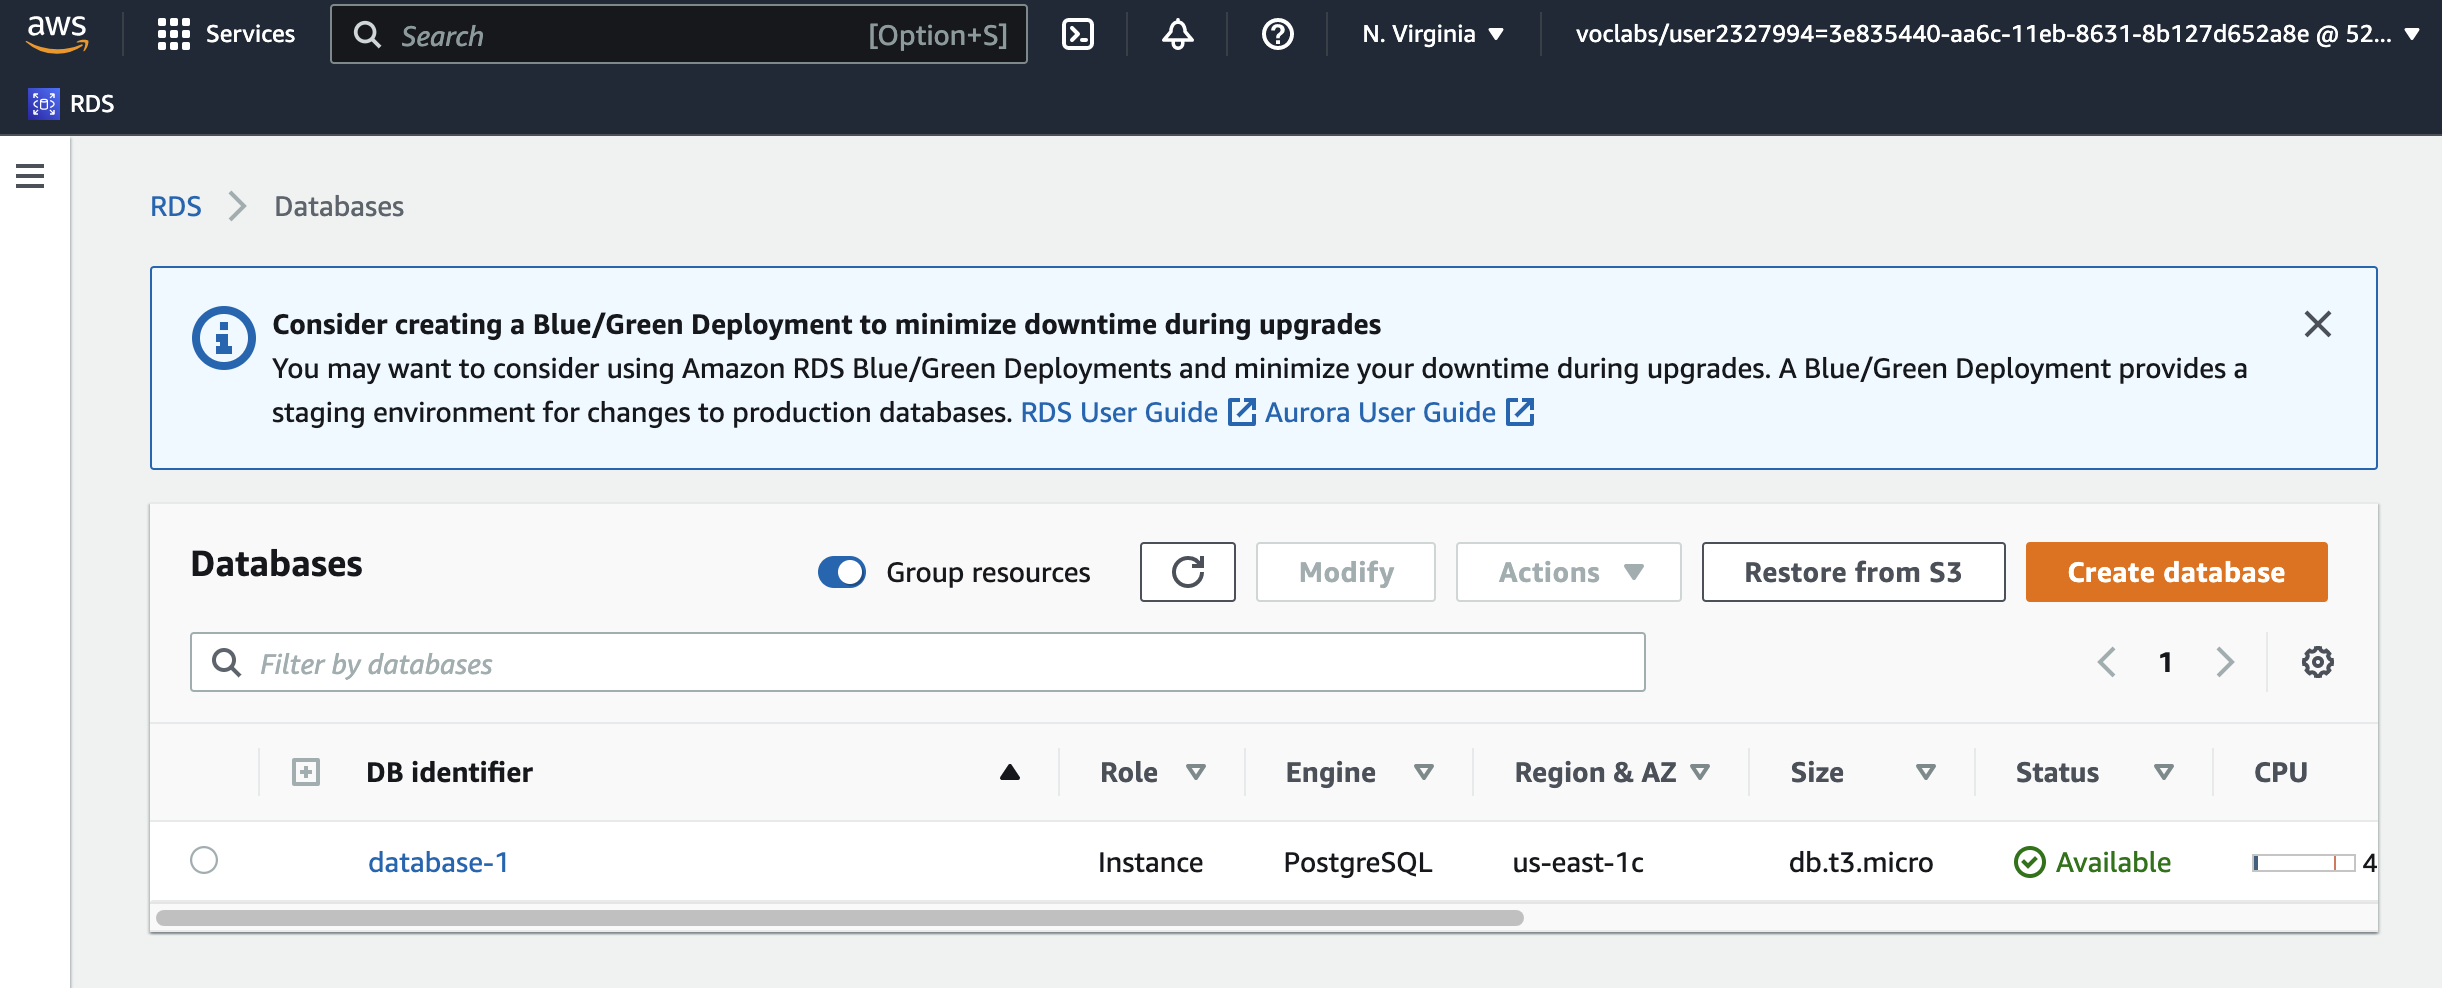 aws Services Search [Option+S] N. Virginia voclabs/user2327994=3e835440-aa6c-11eb-8631-8b127d652a8e @ 52...
RDS
RDS Databases
Consider creating a Blue/Green Deployment to minimize downtime during upgrades
You may want to consider using Amazon RDS Blue/Green Deployments and minimize your downtime during upgrades. A Blue/Green Deployment provides a
staging environment for changes to production databases. RDS User Guide Aurora User Guide
Databases Group resources Modify Actions Restore from S3 Create database
Filter by databases 1
DB identifier Role Engine Region & AZ Size Status CPU
database-1 Instance PostgreSQL us-east-1c db.t3.micro Available 4